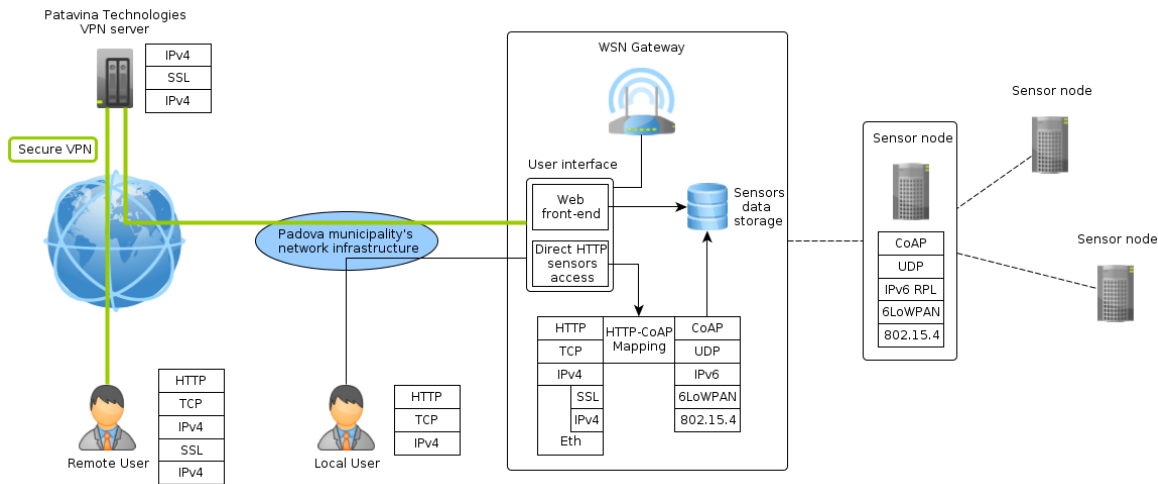 Patavina Technologies
VPN server
IPv4
SSL
IPv4
Secure VPN
Remote User
HTTP
TCP
IPv4
SSL
IPv4
Padova municipality's
network infrastructure
Local User
HTTP
TCP
IPv4
WSN Gateway
User interface
Web
front-end
Direct HTTP
sensors
access
Sensors
data
storage
HTTP
TCP
IPv4
SSL
IPv4
Eth
HTTP-CoAP
Mapping
CoAP
UDP
IPv6
6LoWPAN
802.15.4
Sensor node
CoAP
UDP
IPv6 RPL
6LoWPAN
802.15.4
Sensor node
Sensor node